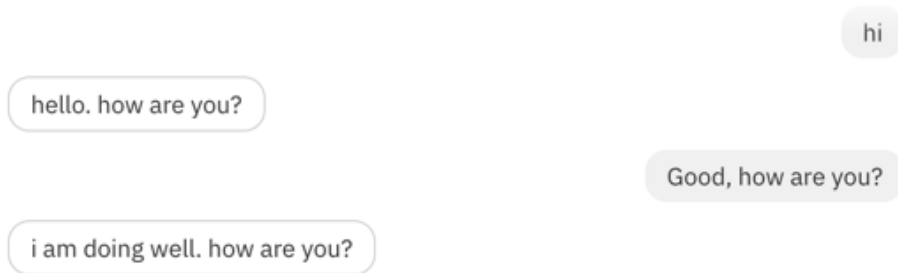 hi
hello. how are you?
Good, how are you?
i am doing well. how are you?